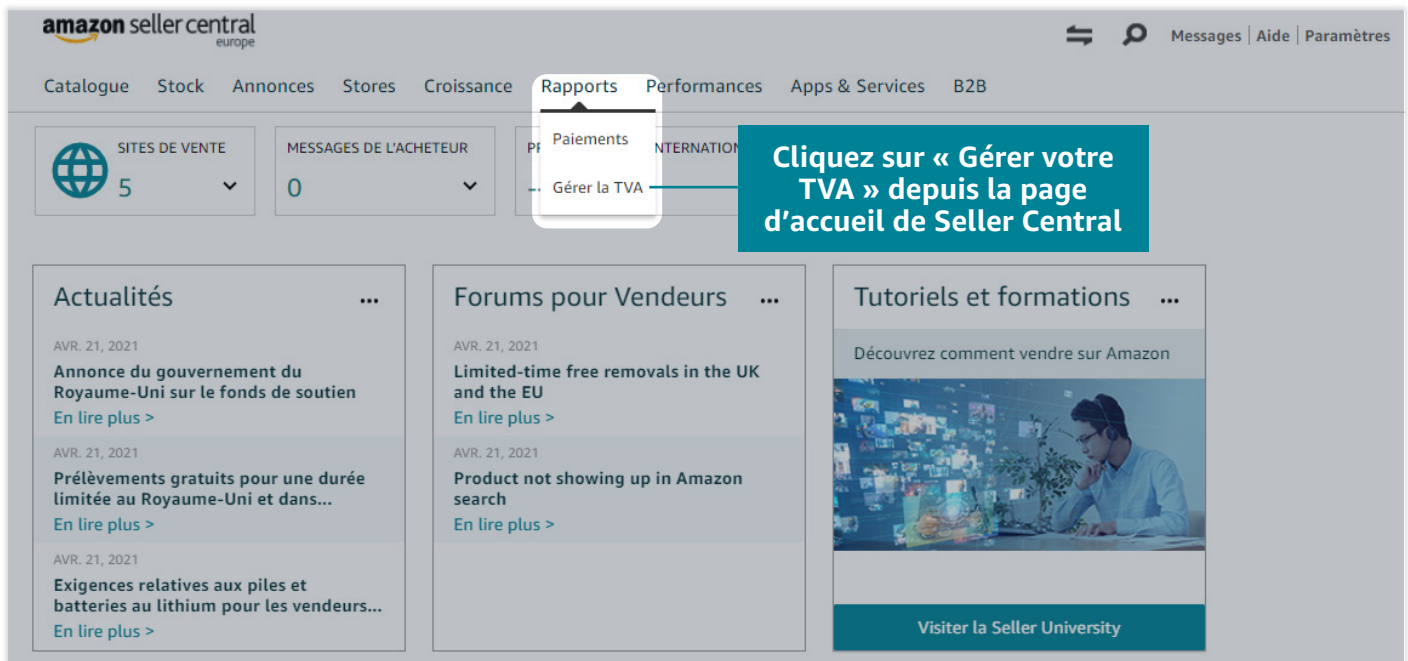 amazon seller central
europe
Messages | Aide | Paramètres
Catalogue Stock Annonces Stores Croissance Rapports Performances Apps & Services B2B
SITES DE VENTE
5
MESSAGES DE L'ACHETEUR
0
Paiements
Gérer la TVA
Cliquez sur « Gérer votre
TVA » depuis la page
d’accueil de Seller Central
Actualités ...
AVR. 21, 2021
Annonce du gouvernement du
Royaume-Uni sur le fonds de soutien
En lire plus >
AVR. 21, 2021
Prélèvements gratuits pour une durée
limitée au Royaume-Uni et dans...
En lire plus >
AVR. 21, 2021
Exigences relatives aux piles et
batteries au lithium pour les vendeurs...
En lire plus >
Forums pour Vendeurs ...
AVR. 21, 2021
Limited-time free removals in the UK
and the EU
En lire plus >
AVR. 21, 2021
Product not showing up in Amazon
search
En lire plus >
Tutoriels et formations ...
Découvrez comment vendre sur Amazon
Visiter la Seller University